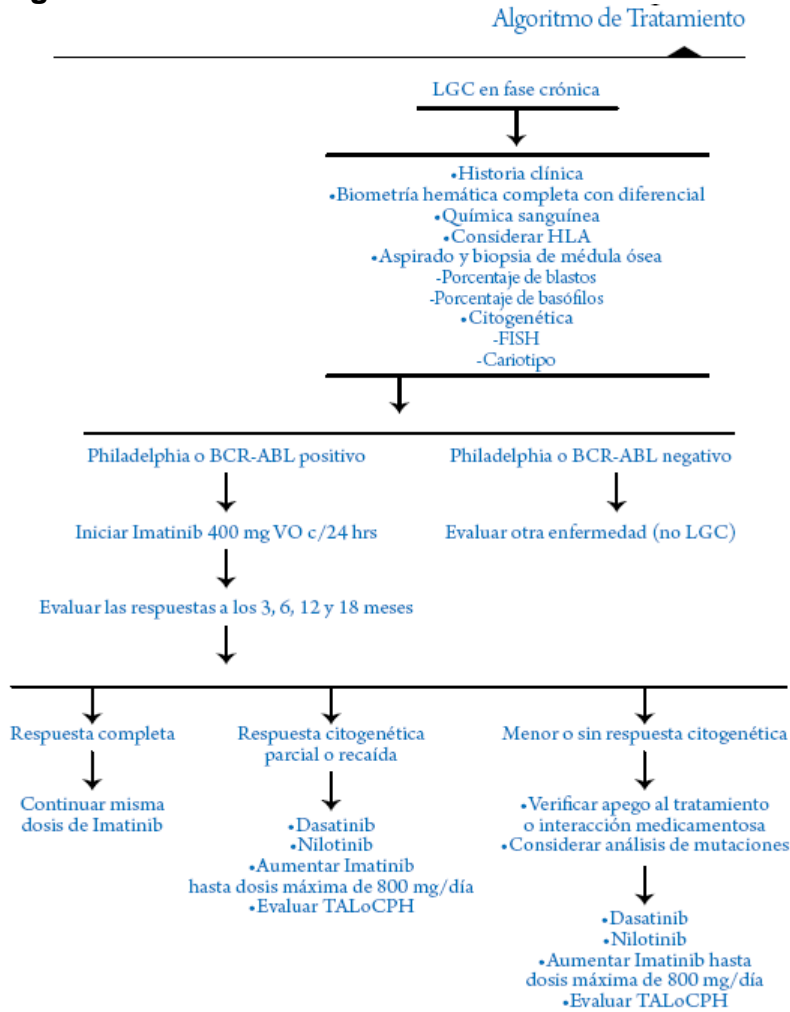 Algoritmo de Tratamiento
LGC en fase crónica
•Historia clínica
•Biometría hemática completa con diferencial
•Química sanguínea
•Considerar HLA
•Aspirado y biopsia de médula ósea
-Porcentaje de blastos
-Porcentaje de basófilos
•Citogenética
-FISH
-Cariotipo
Philadelphia o BCR-ABL positivo
Philadelphia o BCR-ABL negativo
Iniciar Imatinib 400 mg VO c/24 hrs
Evaluar otra enfermedad (no LGC)
Evaluar las respuestas a los 3, 6, 12 y 18 meses
Respuesta completa
Continuar misma
dosis de Imatinib
Respuesta citogenética
parcial o recaída
•Dasatinib
•Nilotinib
•Aumentar Imatinib
hasta dosis máxima de 800 mg/día
•Evaluar TALoCPH
Menor o sin respuesta citogenética
•Verificar apego al tratamiento
o interacción medicamentosa
•Considerar análisis de mutaciones
•Dasatinib
•Nilotinib
•Aumentar Imatinib hasta
dosis máxima de 800 mg/día
•Evaluar TALoCPH